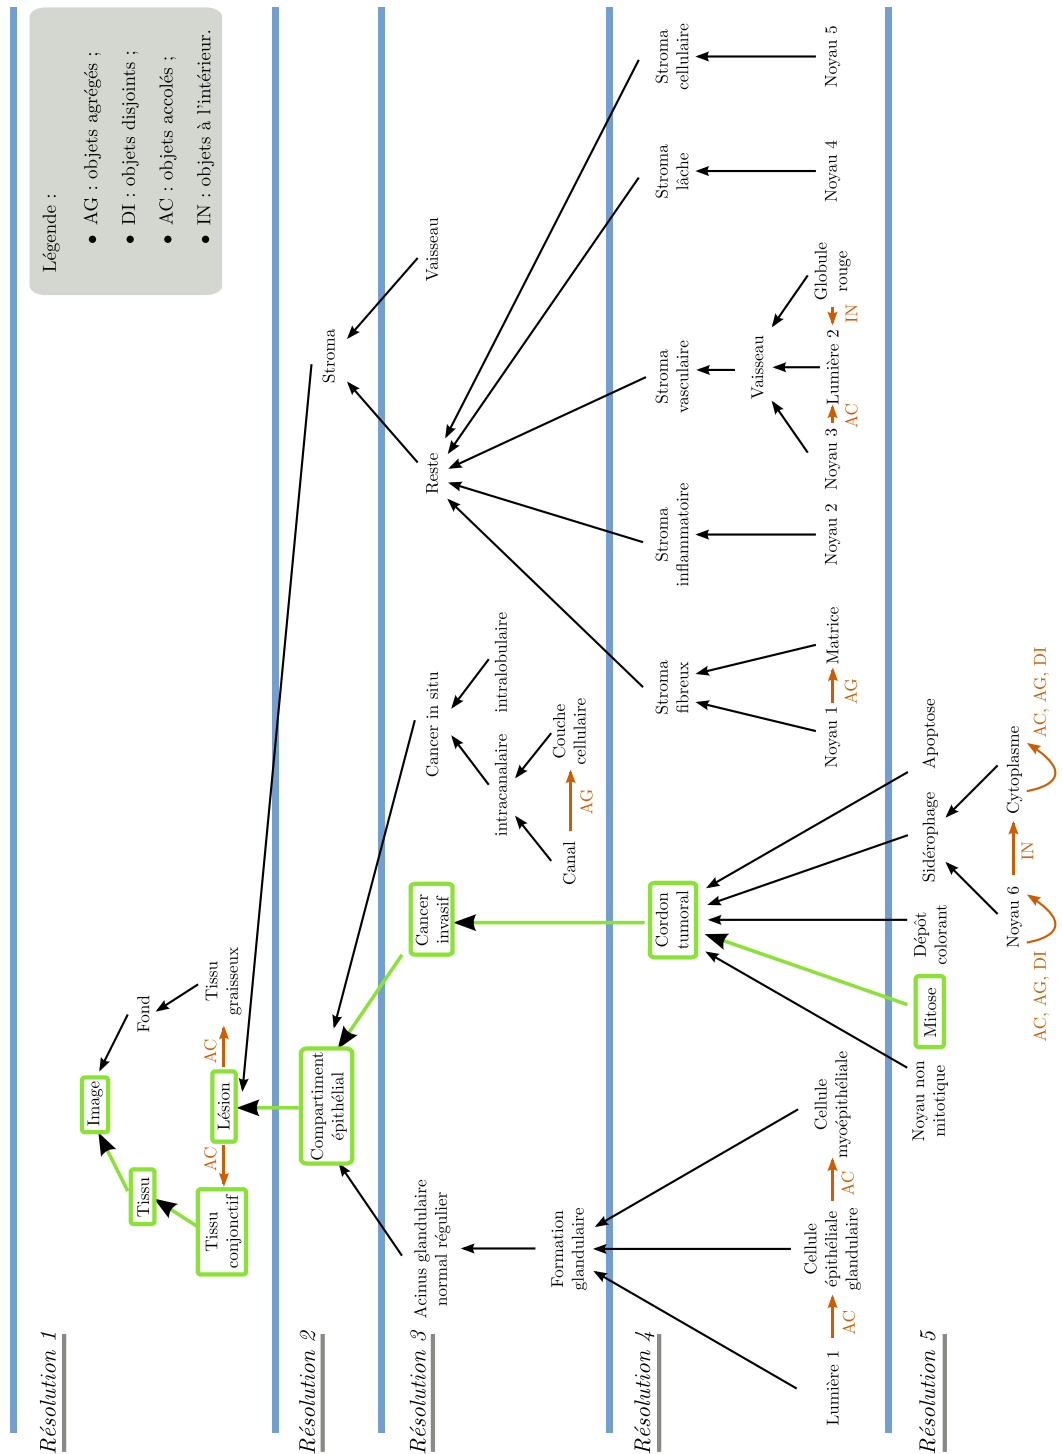 Légende :
• AG : objets agrégés ;
• DI : objets disjoints ;
• AC : objets accolés ;
• IN : objets à l'intérieur.
Résolution 1
Image
Tissu
Fond
Tissu
conjonctif
AC
Lésion
AC
Tissu
graisseux
Résolution 2
Compartiment
épithélial
Stroma
Résolution 3
Acinus glandulaire
normal régulier
Cancer
invasif
Cancer in situ
Reste
Vaisseau
intracanalaire
intralobulaire
Formation
glandulaire
Canal
AG
Couche
cellulaire
Résolution 4
Cordon
tumoral
Stroma
fibreux
Stroma
inflammatoire
Stroma
vasculaire
Stroma
lâche
Stroma
cellulaire
Vaisseau
Lumière 1
AC
Cellule
épithéliale
glandulaire
AC
Cellule
myoépithéliale
Noyau 1
AG
Matrice
Noyau 2
Noyau 3
AC
Lumière 2
IN
Globule
rouge
Noyau 4
Noyau 5
Résolution 5
Noyau non
mitotique
Mitose
Dépôt
colorant
Sidérophage
Apoptose
Noyau 6
IN
Cytoplasme
AC, AG, DI
AC, AG, DI